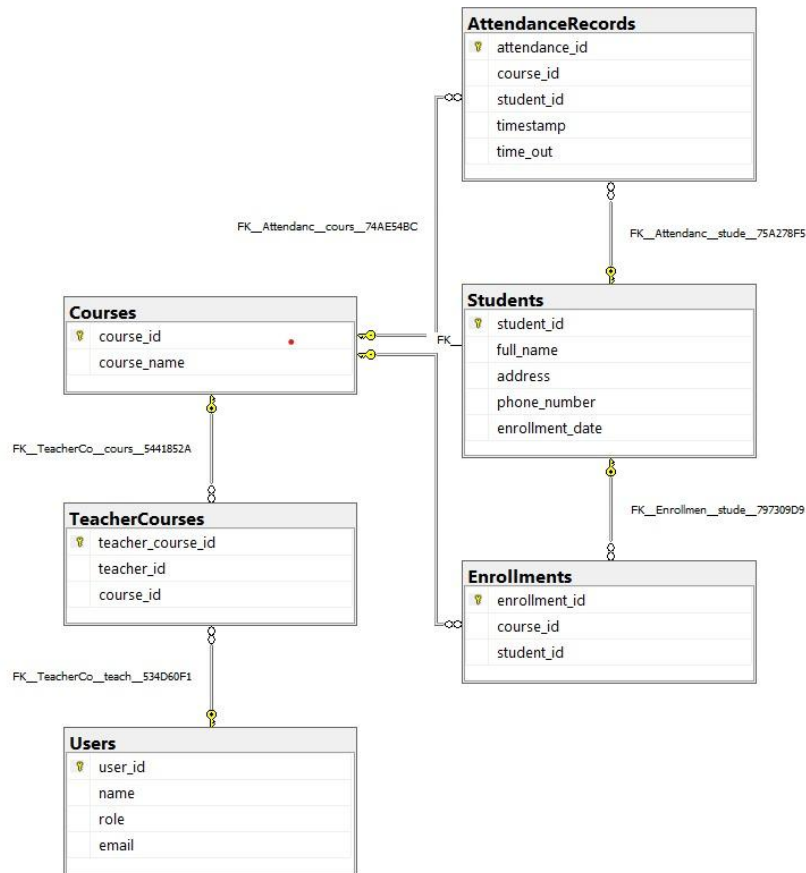 AttendanceRecords
attendance_id
course_id
student_id
timestamp
time_out
FK__Attendanc__cours__74AE54BC
FK__Attendanc__stude__75A278F5
Courses
course_id
course_name
FK__
Students
student_id
full_name
address
phone_number
enrollment_date
FK__TeacherCo__cours__5441852A
TeacherCourses
teacher_course_id
teacher_id
course_id
FK__Enrollmen__stude__797309D9
Enrollments
enrollment_id
course_id
student_id
FK__TeacherCo__teach__534D60F1
Users
user_id
name
role
email